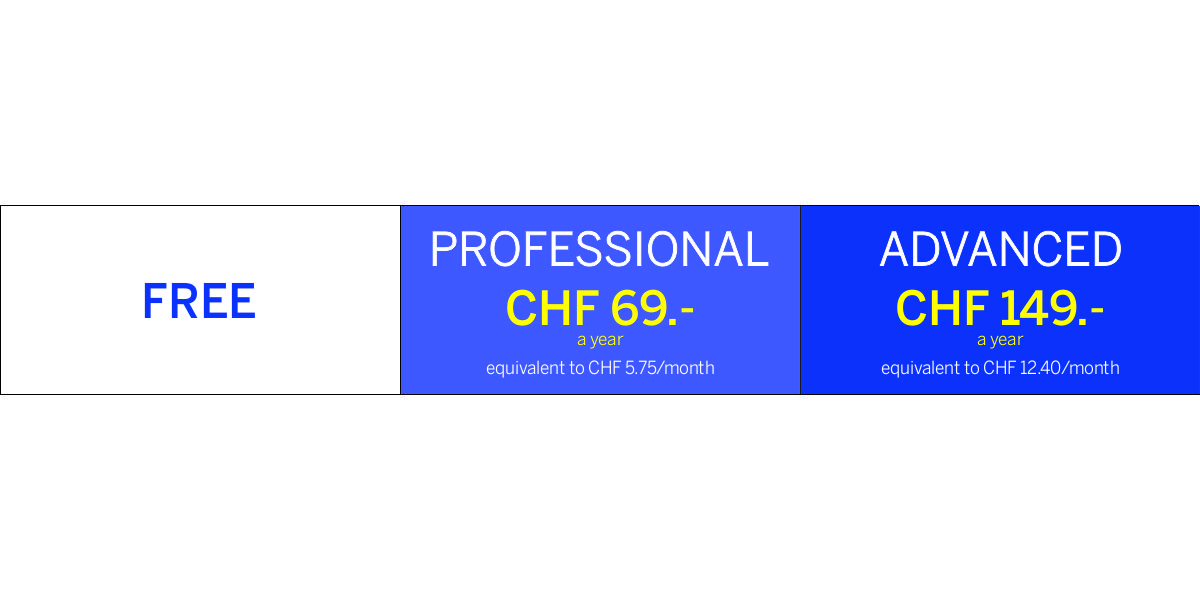 FREE
PROFESSIONAL
CHF 69.-
a year
equivalent to CHF 5.75/month
ADVANCED
CHF 149.-
a year
equivalent to CHF 12.40/month